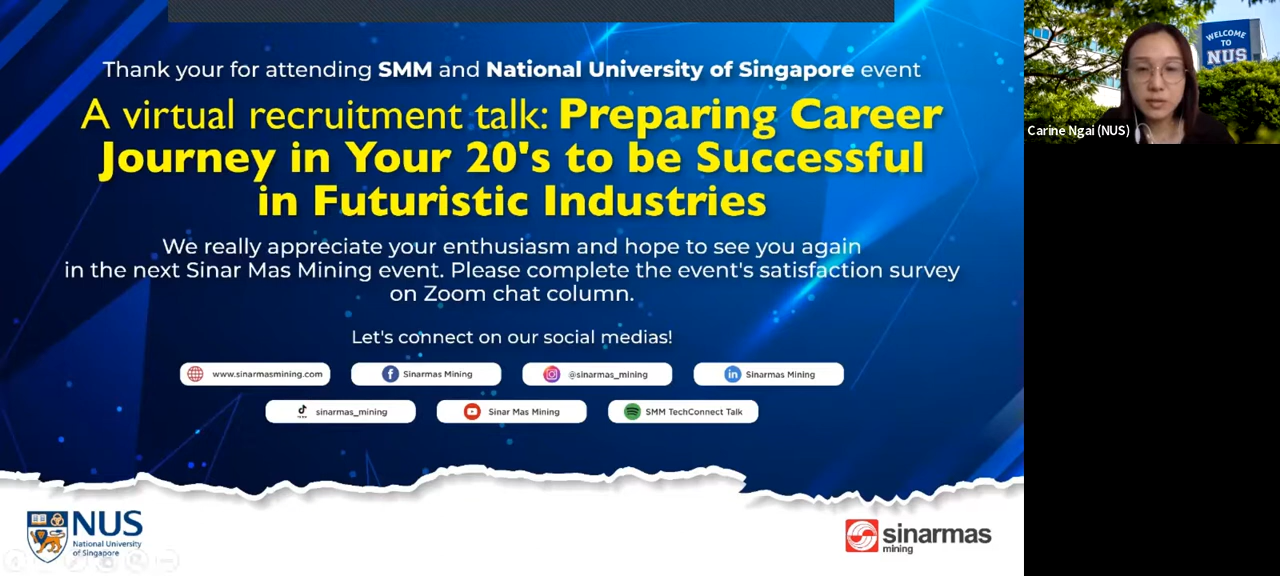 Thank your for attending SMM and National University of Singapore event
A virtual recruitment talk: Preparing Career
Journey in Your 20's to be Successful
in Futuristic Industries
We really appreciate your enthusiasm and hope to see you again
in the next Sinar Mas Mining event. Please complete the event's satisfaction survey
on Zoom chat column.
Let's connect on our social medias!
www.sinarmasmining.com
Sinarmas Mining
@sinarmas_mining
Sinarmas Mining
sinarmas_mining
Sinar Mas Mining
SMM TechConnect Talk
NUS
National University
of Singapore
sinarmas
mining
WELCOME
TO
NUS
Carine Ngai (NUS)